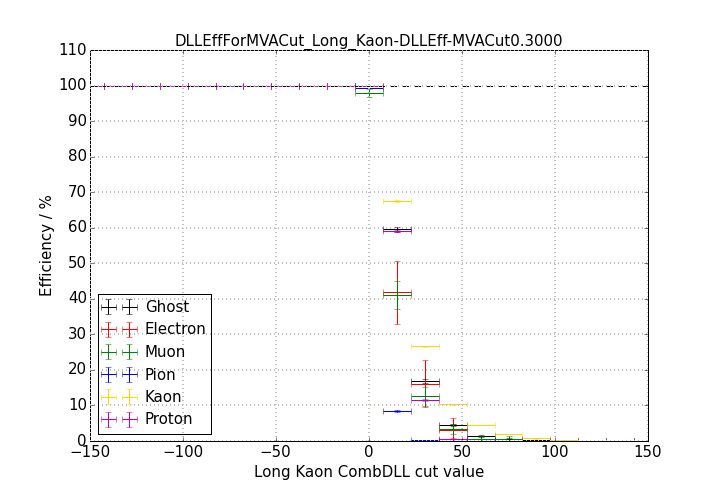 DLLEffForMVACut_Long_Kaon-DLLEff-MVACut0.3000
110
100
90
80
70
60
50
40
30
20
10
0
Efficiency / %
Ghost
Electron
Muon
Pion
Kaon
Proton
−150 −100 −50 0 50 100 150
Long Kaon CombDLL cut value